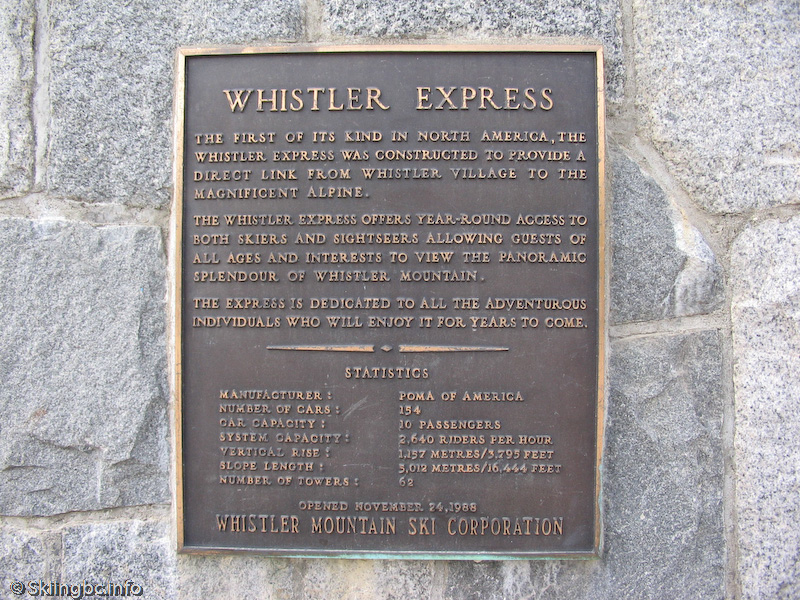 WHISTLER EXPRESS
THE FIRST OF ITS KIND IN NORTH AMERICA, THE
WHISTLER EXPRESS WAS CONSTRUCTED TO PROVIDE A
DIRECT LINK FROM WHISTLER VILLAGE TO THE
MAGNIFICENT ALPINE.
THE WHISTLER EXPRESS OFFERS YEAR-ROUND ACCESS TO
BOTH SKIERS AND SIGHTSEERS ALLOWING GUESTS OF
ALL AGES AND INTERESTS TO VIEW THE PANORAMIC
SPLENDOUR OF WHISTLER MOUNTAIN.
THE EXPRESS IS DEDICATED TO ALL THE ADVENTUROUS
INDIVIDUALS WHO WILL ENJOY IT FOR YEARS TO COME.
STATISTICS
MANUFACTURER: POMA OF AMERICA
NUMBER OF CARS: 154
CAR CAPACITY: 10 PASSENGERS
SYSTEM CAPACITY: 2,640 RIDERS PER HOUR
VERTICAL RISE: 1,157 METRES/3,795 FEET
SLOPE LENGTH: 5,012 METRES/16,444 FEET
NUMBER OF TOWERS: 62
OPENED NOVEMBER 24, 1988
WHISTLER MOUNTAIN SKI CORPORATION
© Skiingbc.info